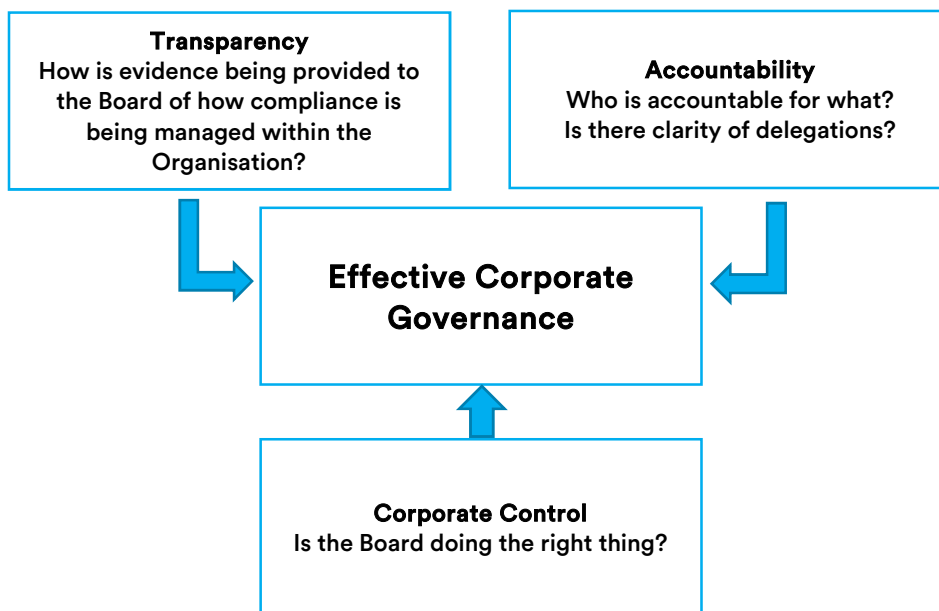 Transparency
How is evidence being provided to
the Board of how compliance is
being managed within the
Organisation?
Accountability
Who is accountable for what?
Is there clarity of delegations?
Effective Corporate
Governance
Corporate Control
Is the Board doing the right thing?